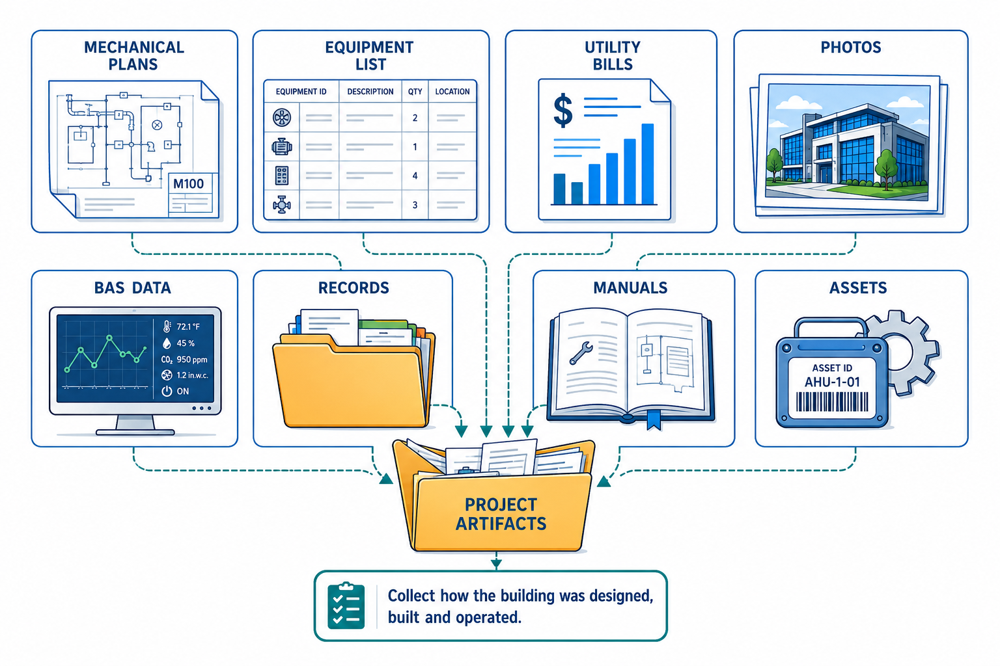 MECHANICAL
PLANS
M100
EQUIPMENT
LIST
EQUIPMENT ID DESCRIPTION QTY LOCATION
2
1
4
3
UTILITY
BILLS
$
PHOTOS
BAS DATA
72.1 °F
45 %
CO₂ 950 ppm
1.2 in.w.c.
ON
RECORDS
MANUALS
ASSETS
ASSET ID
AHU-1-01
PROJECT
ARTIFACTS
Collect how the building was designed,
built and operated.